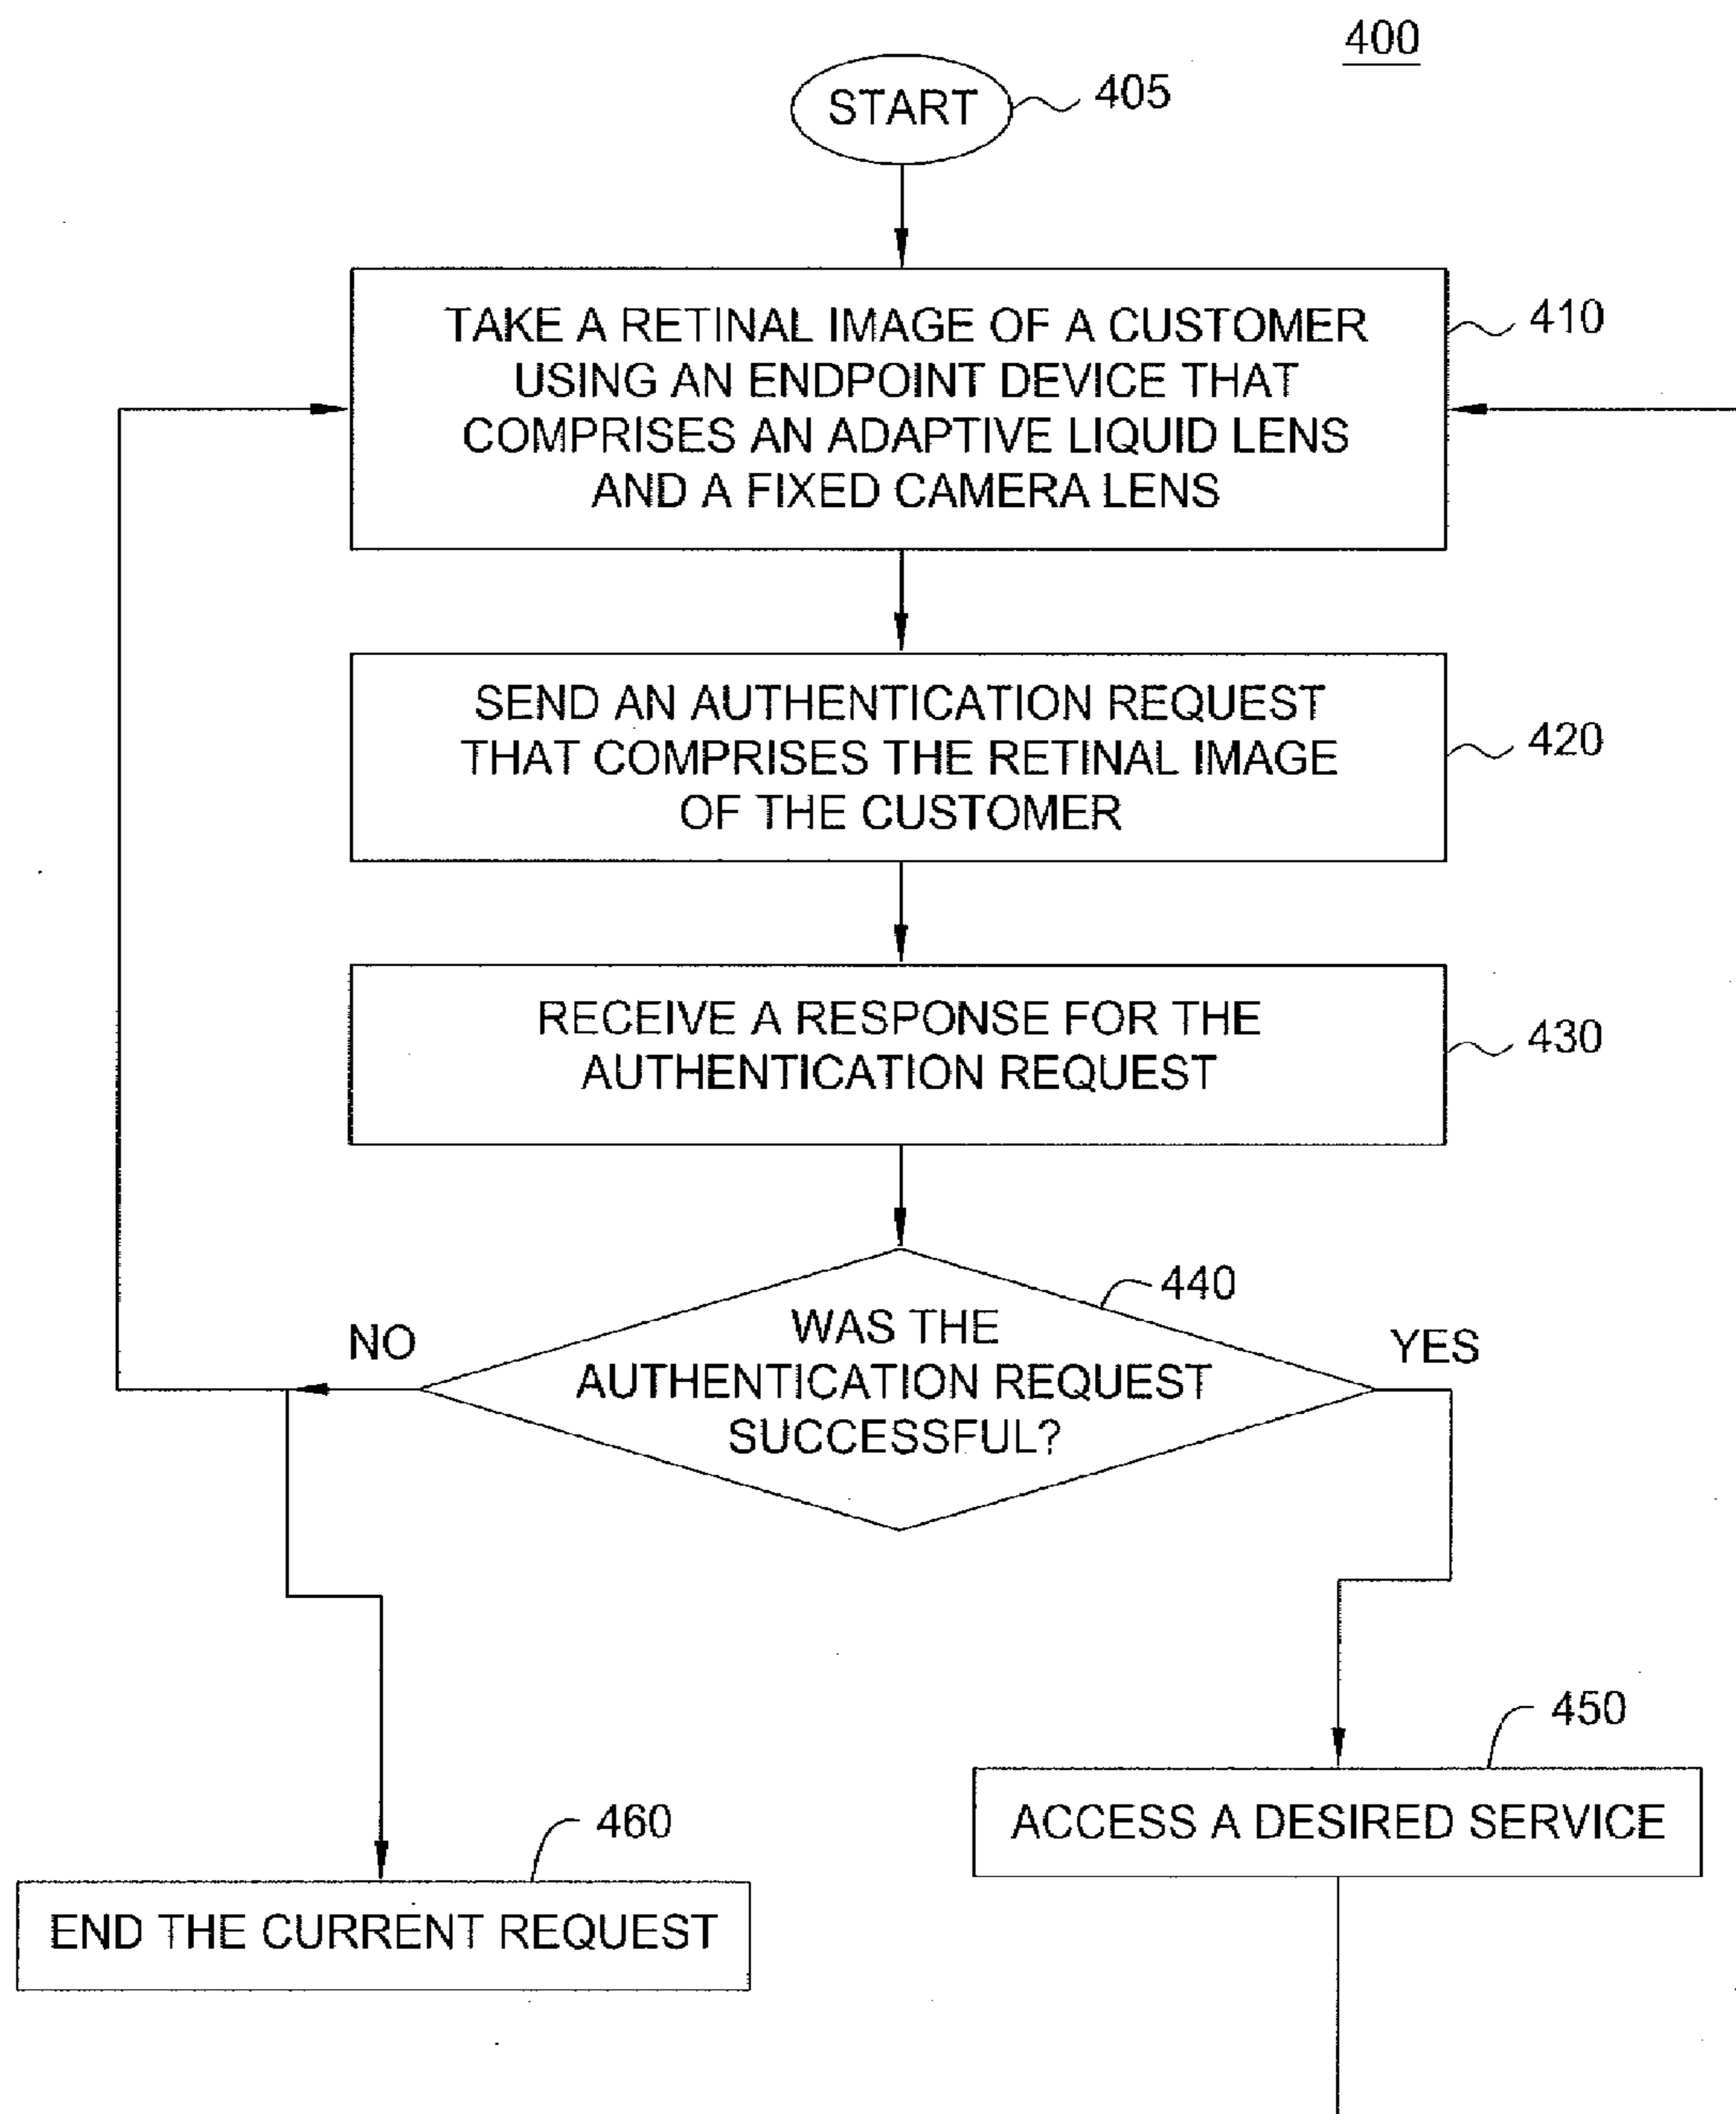 400
START
405
TAKE A RETINAL IMAGE OF A CUSTOMER
USING AN ENDPOINT DEVICE THAT
COMPRISES AN ADAPTIVE LIQUID LENS
AND A FIXED CAMERA LENS
410
SEND AN AUTHENTICATION REQUEST
THAT COMPRISES THE RETINAL IMAGE
OF THE CUSTOMER
420
RECEIVE A RESPONSE FOR THE
AUTHENTICATION REQUEST
430
440
WAS THE
AUTHENTICATION REQUEST
SUCCESSFUL?
NO
YES
450
ACCESS A DESIRED SERVICE
460
END THE CURRENT REQUEST